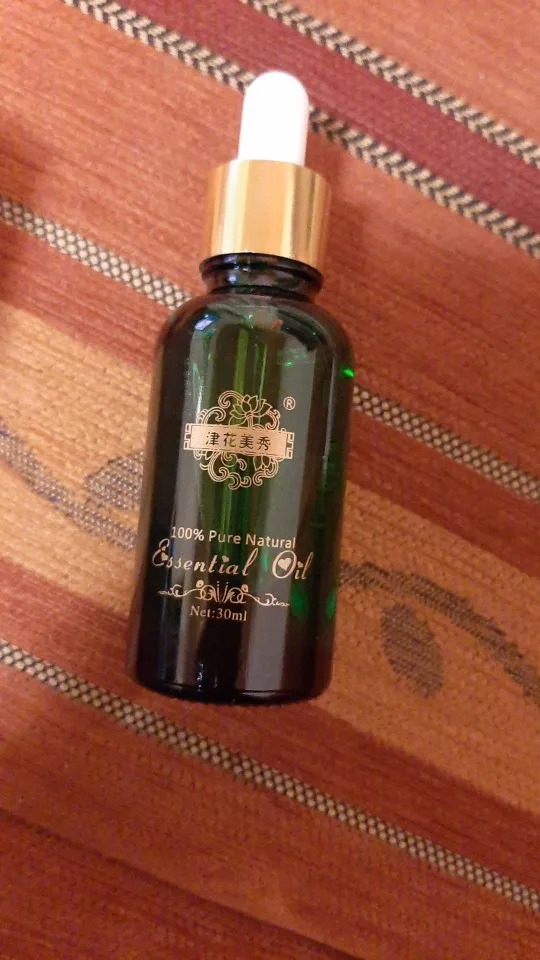 ®
津花美秀
100% Pure Natural
Essential Oil
Net:30ml